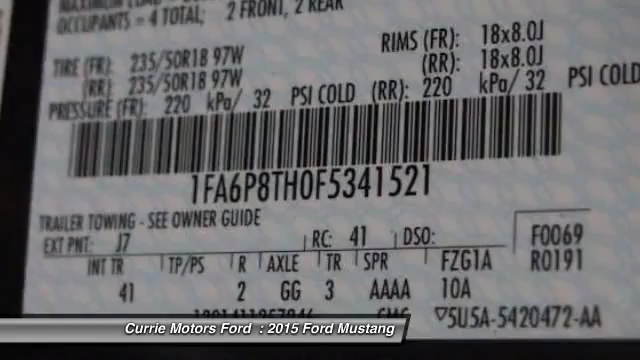 OCCUPANTS = 4 TOTAL; 2 FRONT, 2 REAR
RIMS (FR): 18x8.0J
TIRE (FR): 235/50R18 97W (RR): 18x8.0J
(RR): 235/50R18 97W
PRESSURE (FR): 220 kPa/ 32 PSI COLD (RR): 220 kPa/ 32 PSI COLD
1FA6P8TH0F5341521
TRAILER TOWING - SEE OWNER GUIDE
EXT PNT: J7 RC: 41 DSO: F0069
INT TR TP/PS R AXLE TR SPR FZG1A R0191
41 2 GG 3 AAAA 10A
▽5U5A-5420472-AA
Currie Motors Ford : 2015 Ford Mustang